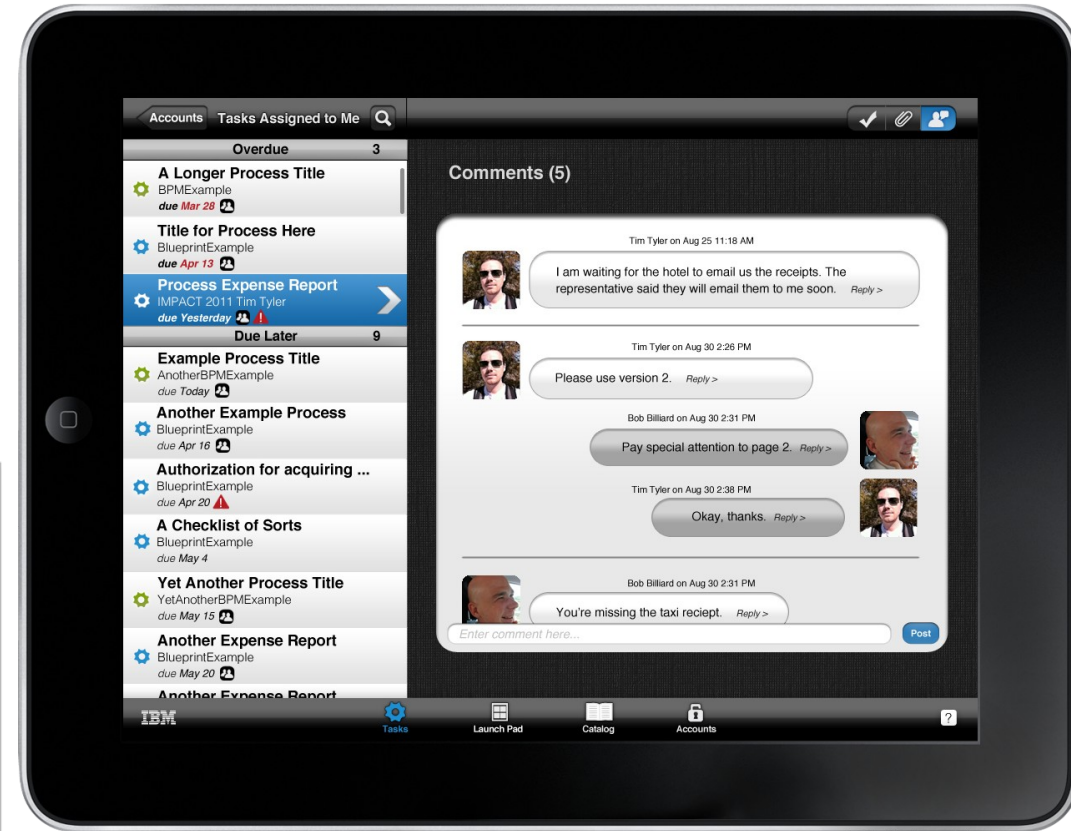 Accounts
Tasks Assigned to Me
Overdue 3
A Longer Process Title
BPMExample
due Mar 28
Title for Process Here
BlueprintExample
due Apr 13
Process Expense Report
IMPACT 2011 Tim Tyler
due Yesterday
Due Later 9
Example Process Title
AnotherBPMExample
due Today
Another Example Process
BlueprintExample
due Apr 16
Authorization for acquiring ...
BlueprintExample
due Apr 20
A Checklist of Sorts
BlueprintExample
due May 4
Yet Another Process Title
YetAnotherBPMExample
due May 15
Another Expense Report
BlueprintExample
due May 20
Another Expense Report
Comments (5)
Tim Tyler on Aug 25 11:18 AM
I am waiting for the hotel to email us the receipts. The
representative said they will email them to me soon. Reply >
Tim Tyler on Aug 30 2:26 PM
Please use version 2. Reply >
Bob Billiard on Aug 30 2:31 PM
Pay special attention to page 2. Reply >
Tim Tyler on Aug 30 2:38 PM
Okay, thanks. Reply >
Bob Billiard on Aug 30 2:31 PM
You're missing the taxi reciept. Reply >
Enter comment here...
Post
IBM
Tasks
Launch Pad
Catalog
Accounts
?